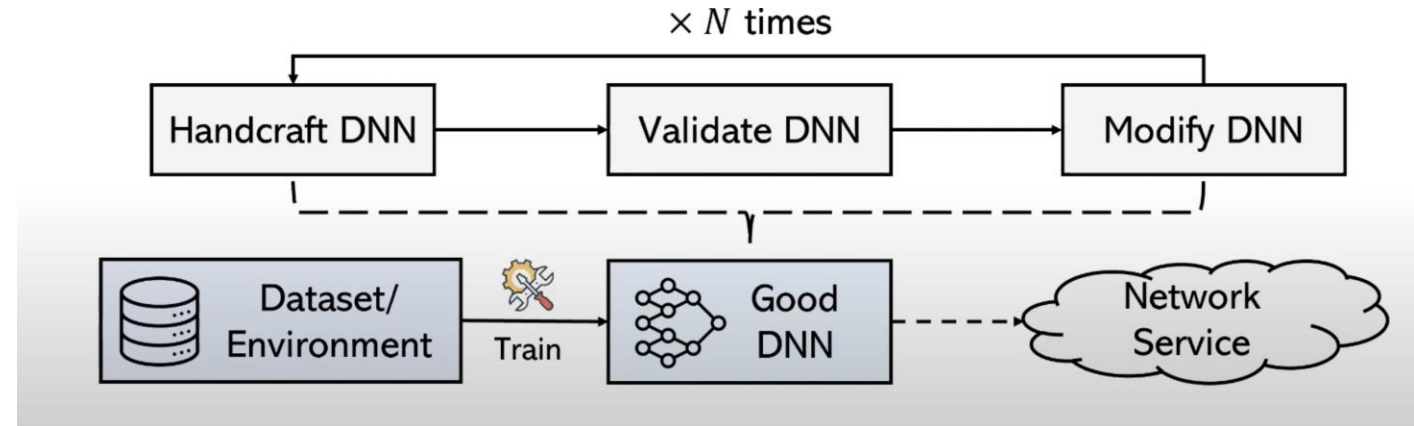 × N times
Handcraft DNN
Validate DNN
Modify DNN
Dataset/
Environment
Train
Good
DNN
Network
Service